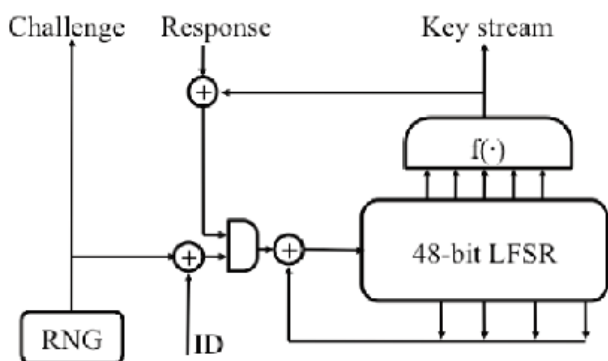 Challenge Response Key stream
+
f(·)
+ + 48-bit LFSR
RNG ID